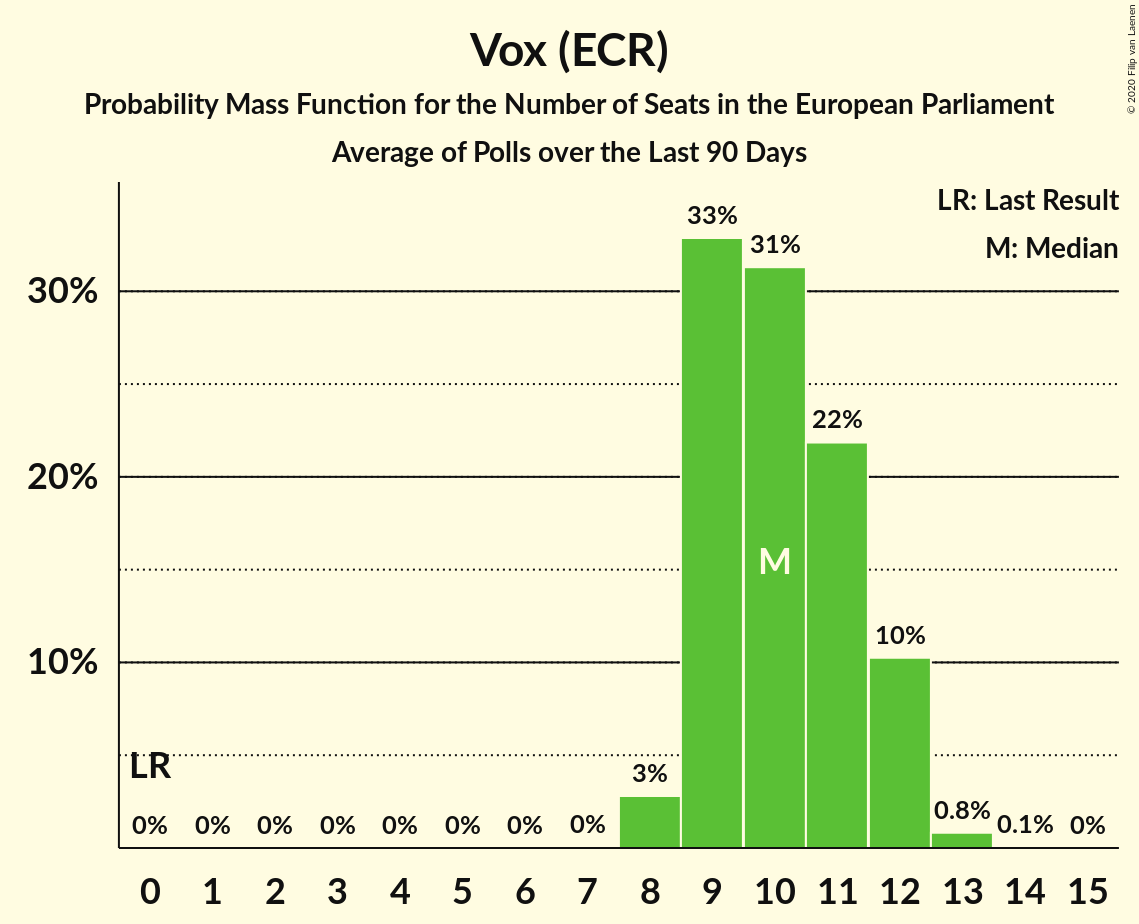 Vox (ECR)
Probability Mass Function for the Number of Seats in the European Parliament
Average of Polls over the Last 90 Days
© 2020 Filip van Laenen
LR: Last Result
M: Median
33%
31%
30%
22%
20%
M
10%
10%
LR
3%
0% 0% 0% 0% 0% 0% 0% 0% 0.8% 0.1% 0%
0 1 2 3 4 5 6 7 8 9 10 11 12 13 14 15